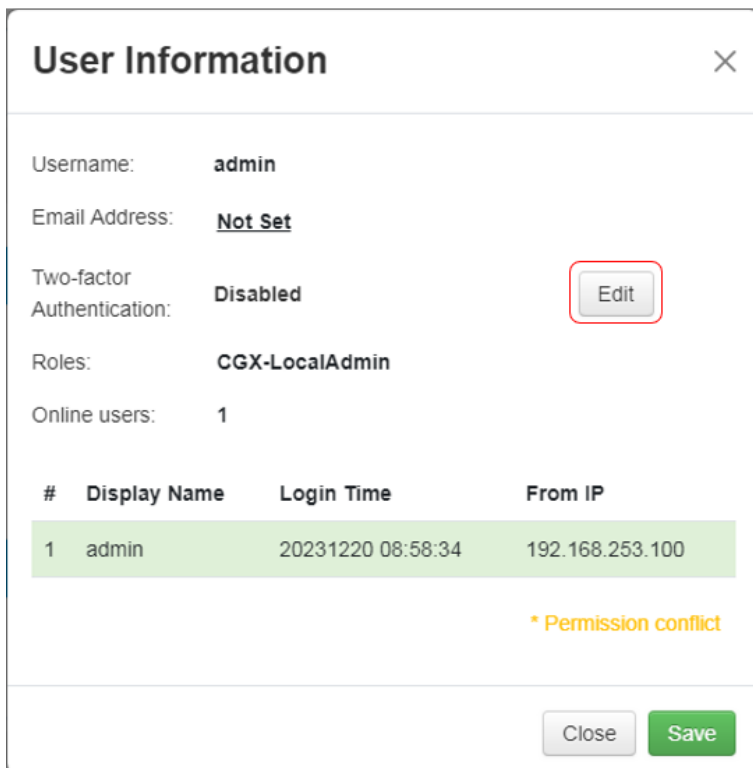 User Information
Username: admin
Email Address: Not Set
Two-factor
Authentication: Disabled Edit
Roles: CGX-LocalAdmin
Online users: 1
# Display Name Login Time From IP
1 admin 20231220 08:58:34 192.168.253.100
* Permission conflict
Close Save